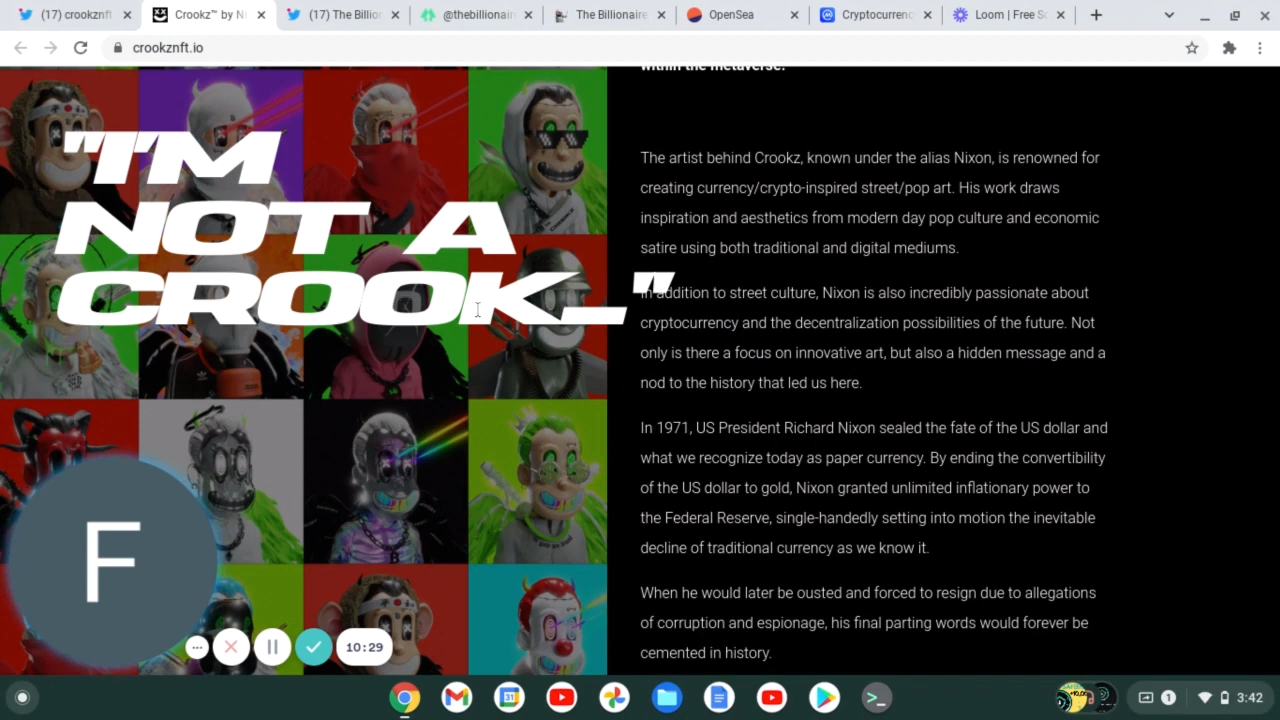 (17) crooknft
Crookz™ by Ni
(17) The Billion
@thebillionain
The Billionaire
OpenSea
Cryptocurrenc
Loom | Free Sc
crookznft.io
within the metaverse.
"I'M
NOT A
CROOK..."
The artist behind Crookz, known under the alias Nixon, is renowned for
creating currency/crypto-inspired street/pop art. His work draws
inspiration and aesthetics from modern day pop culture and economic
satire using both traditional and digital mediums.
In addition to street culture, Nixon is also incredibly passionate about
cryptocurrency and the decentralization possibilities of the future. Not
only is there a focus on innovative art, but also a hidden message and a
nod to the history that led us here.
In 1971, US President Richard Nixon sealed the fate of the US dollar and
what we recognize today as paper currency. By ending the convertibility
of the US dollar to gold, Nixon granted unlimited inflationary power to
the Federal Reserve, single-handedly setting into motion the inevitable
decline of traditional currency as we know it.
When he would later be ousted and forced to resign due to allegations
of corruption and espionage, his final parting words would forever be
cemented in history.
F
10:29
31
1
3:42